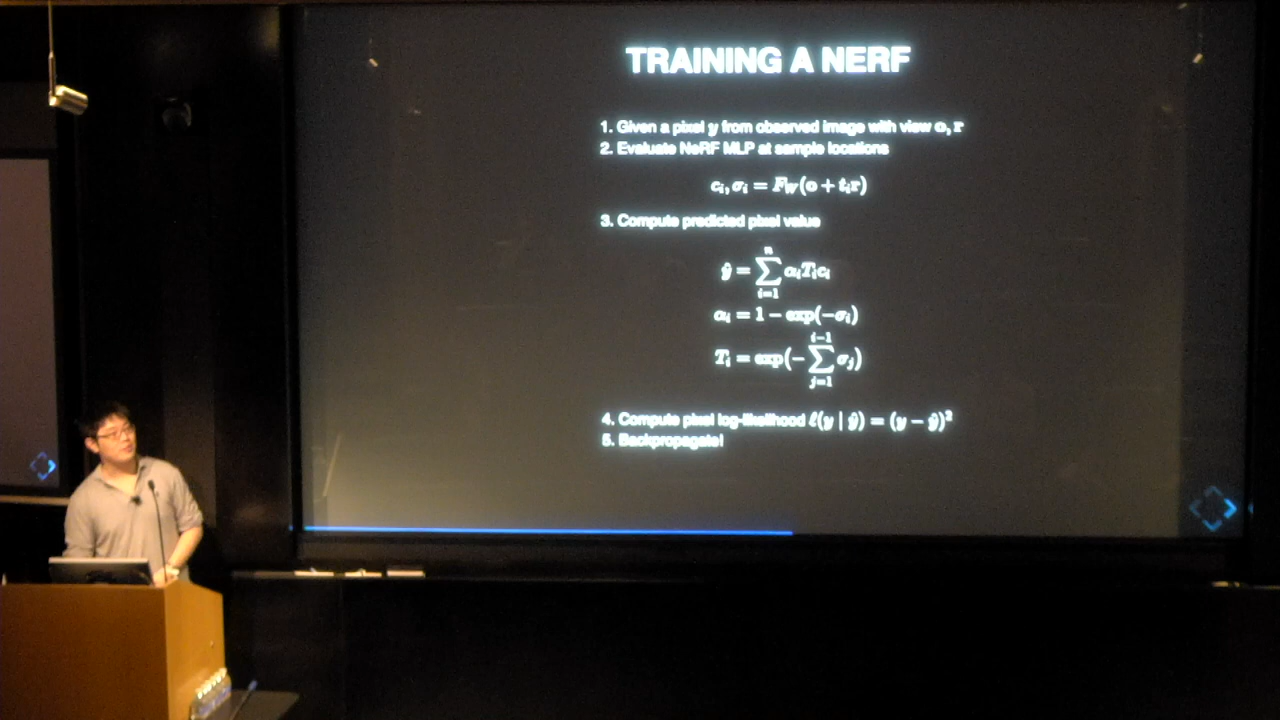 TRAINING A NERF
1. Given a pixel y from observed image with view o, r
2. Evaluate NeRF MLP at sample locations
cᵢ, σᵢ = F_W(o + tᵢr)
3. Compute predicted pixel value
ŷ = ∑ᵢ₌₁ⁿ αᵢTᵢcᵢ
αᵢ = 1 − exp(−σᵢ)
Tᵢ = exp(− ∑ⱼ₌₁ⁱ⁻¹ σⱼ)
4. Compute pixel log-likelihood ℓ(y | ŷ) = (y − ŷ)²
5. Backpropagate!